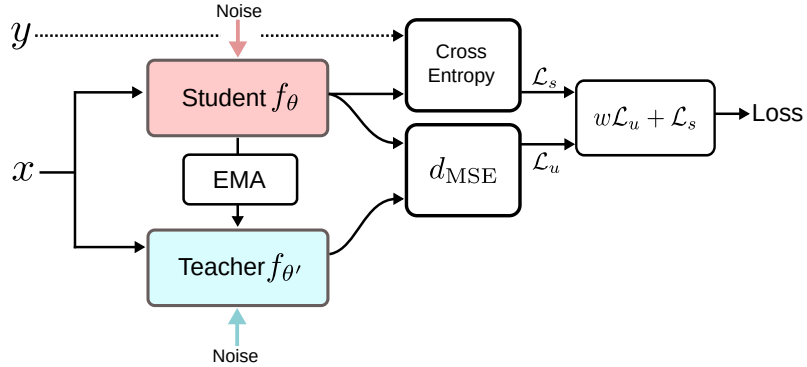 Noise
y
Cross
Entropy
Student f_θ
ℒ_s
wℒ_u + ℒ_s
Loss
x
EMA
d_MSE
ℒ_u
Teacher f_θ′
Noise